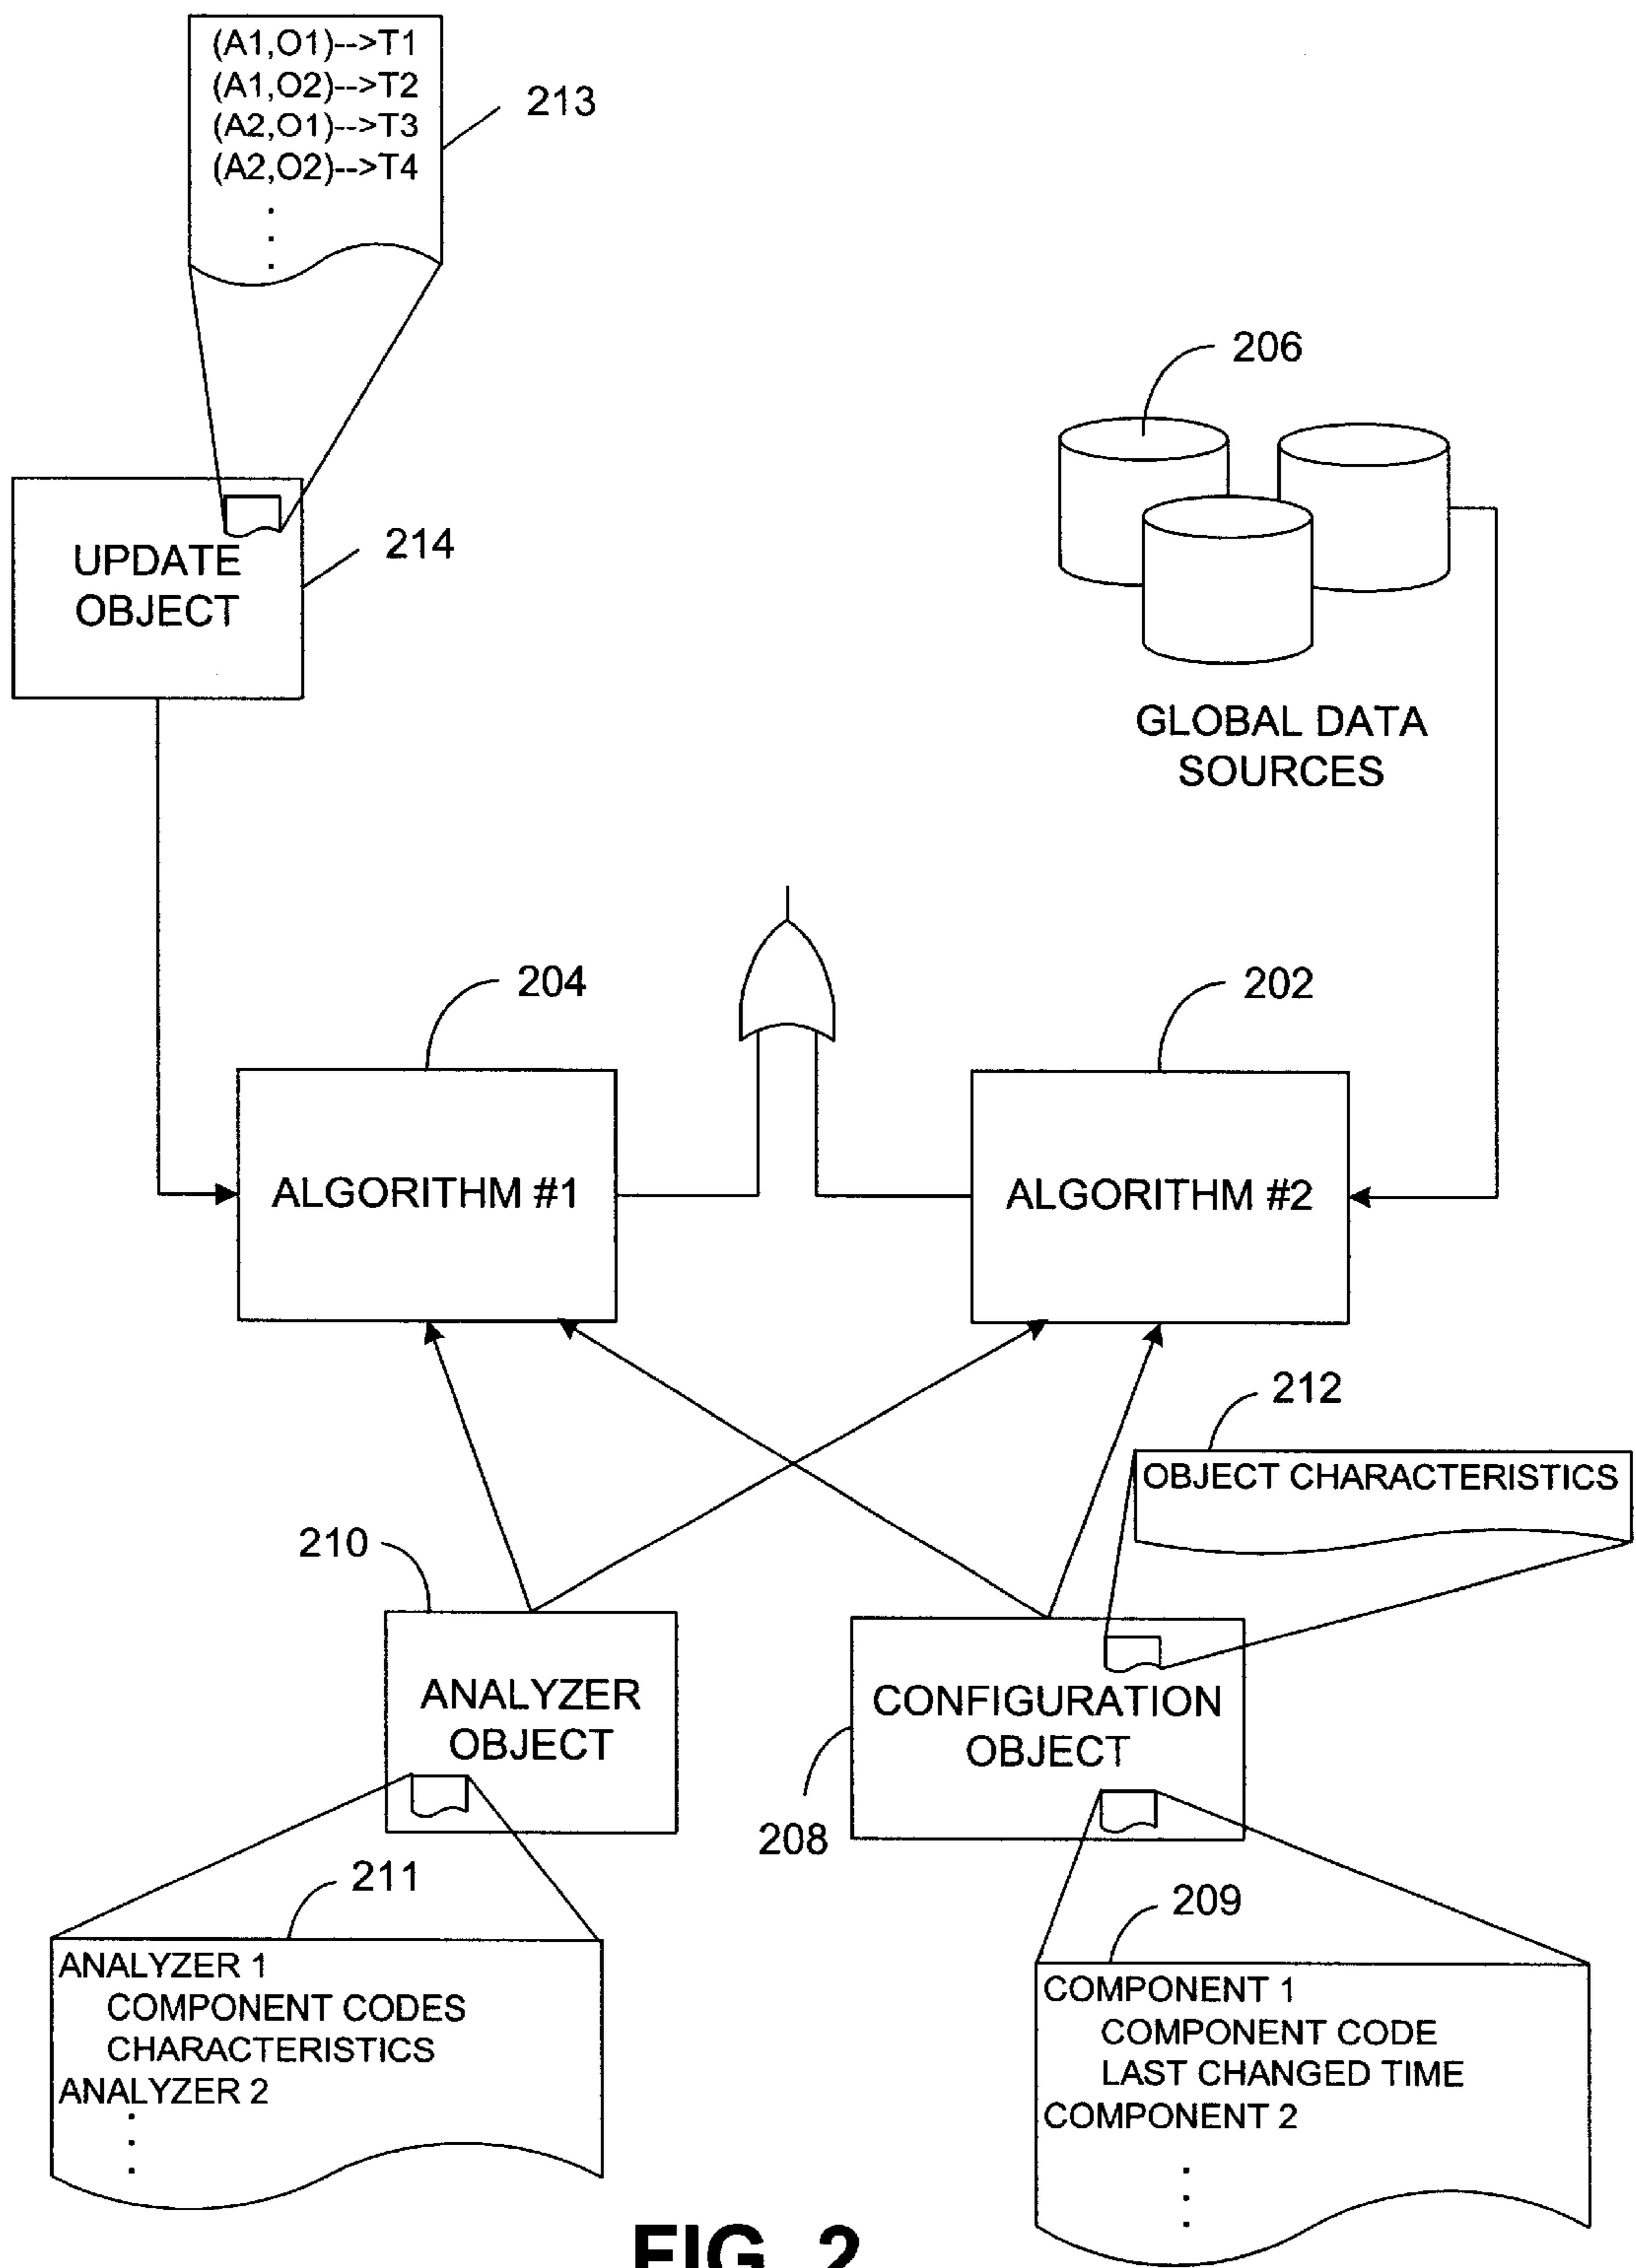 (A1,O1)-->T1
(A1,O2)-->T2
(A2,O1)-->T3
(A2,O2)-->T4
.
.
.
213
206
UPDATE
OBJECT
214
GLOBAL DATA
SOURCES
204
202
ALGORITHM #1
ALGORITHM #2
212
OBJECT CHARACTERISTICS
210
ANALYZER
OBJECT
CONFIGURATION
OBJECT
208
211
209
ANALYZER 1
COMPONENT CODES
CHARACTERISTICS
ANALYZER 2
.
.
.
COMPONENT 1
COMPONENT CODE
LAST CHANGED TIME
COMPONENT 2
.
.
.
FIG. 2